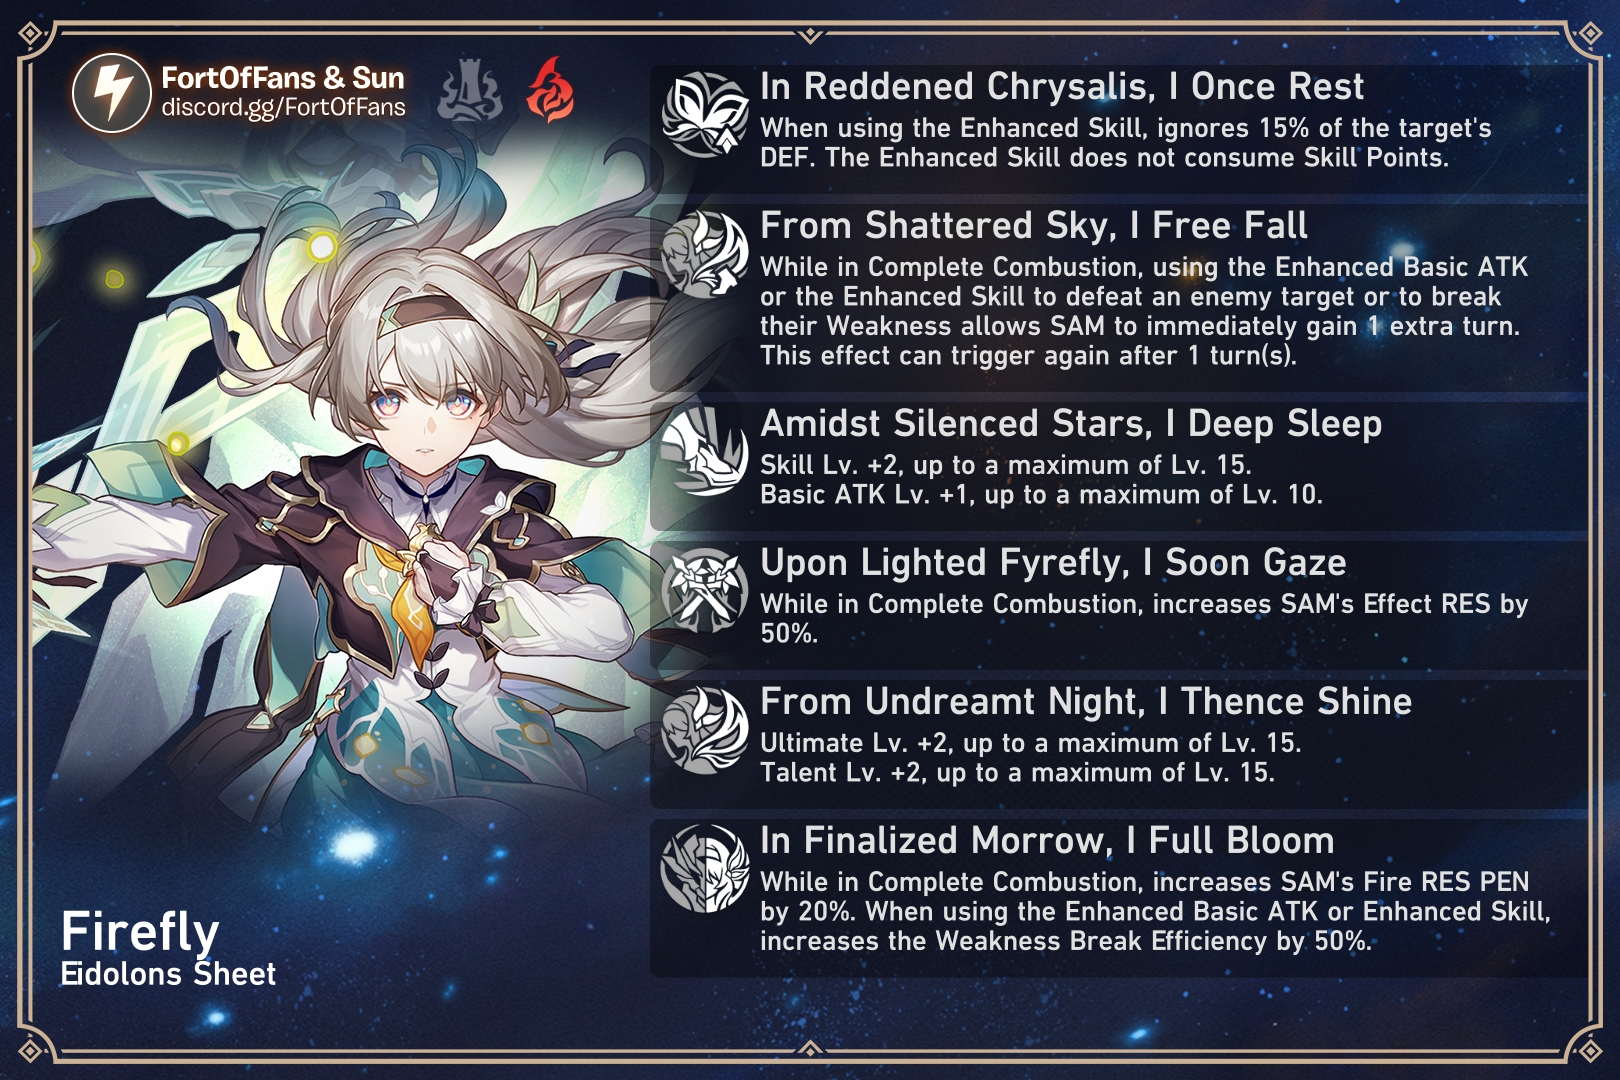 FortOfFans & Sun
discord.gg/FortOfFans
In Reddened Chrysalis, I Once Rest
When using the Enhanced Skill, ignores 15% of the target's
DEF. The Enhanced Skill does not consume Skill Points.
From Shattered Sky, I Free Fall
While in Complete Combustion, using the Enhanced Basic ATK
or the Enhanced Skill to defeat an enemy target or to break
their Weakness allows SAM to immediately gain 1 extra turn.
This effect can trigger again after 1 turn(s).
Amidst Silenced Stars, I Deep Sleep
Skill Lv. +2, up to a maximum of Lv. 15.
Basic ATK Lv. +1, up to a maximum of Lv. 10.
Upon Lighted Fyrefly, I Soon Gaze
While in Complete Combustion, increases SAM's Effect RES by
50%.
From Undreamt Night, I Thence Shine
Ultimate Lv. +2, up to a maximum of Lv. 15.
Talent Lv. +2, up to a maximum of Lv. 15.
In Finalized Morrow, I Full Bloom
While in Complete Combustion, increases SAM's Fire RES PEN
by 20%. When using the Enhanced Basic ATK or Enhanced Skill,
increases the Weakness Break Efficiency by 50%.
Firefly
Eidolons Sheet